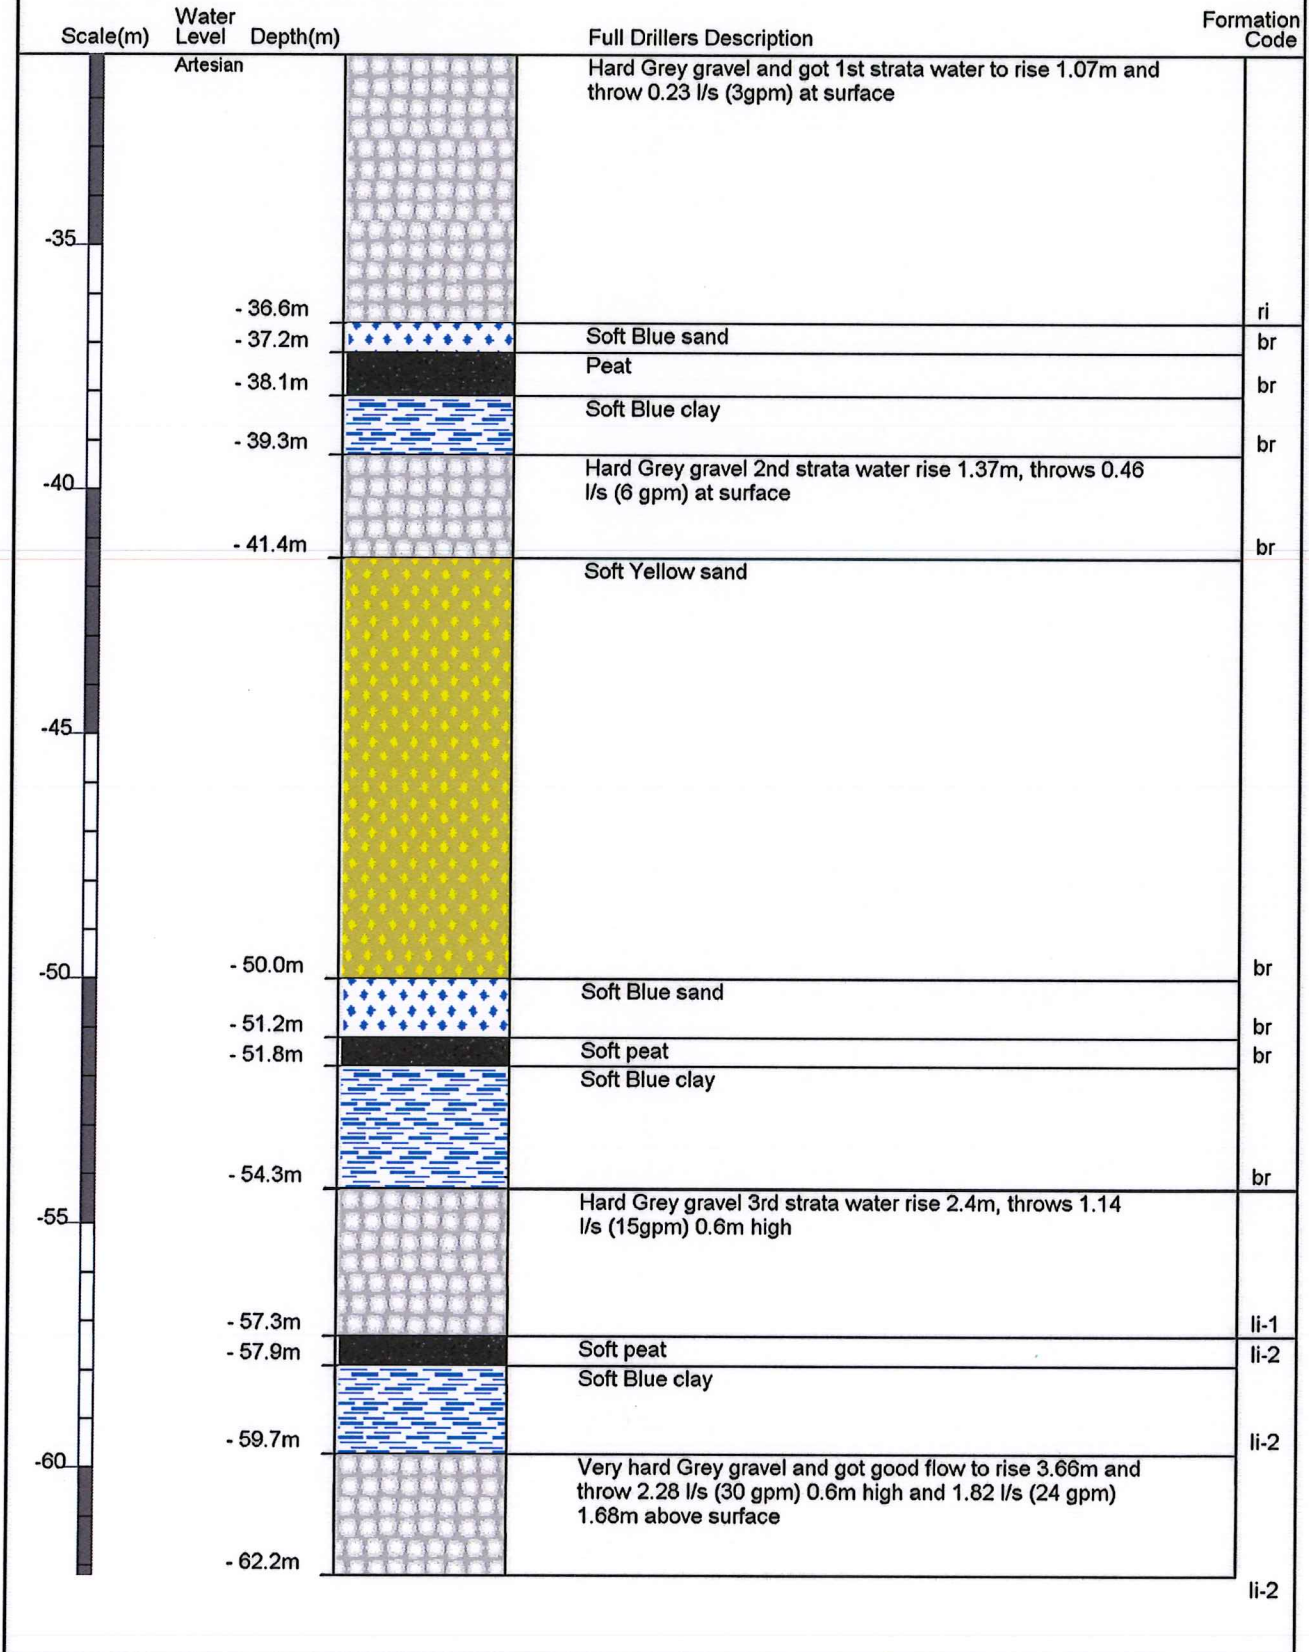 Scale(m) Water Level Depth(m) Full Drillers Description Formation Code
Artesian
Hard Grey gravel and got 1st strata water to rise 1.07m and
throw 0.23 l/s (3gpm) at surface
-35
- 36.6m ri
Soft Blue sand
- 37.2m br
Peat
- 38.1m br
Soft Blue clay
- 39.3m br
Hard Grey gravel 2nd strata water rise 1.37m, throws 0.46
l/s (6 gpm) at surface
-40
- 41.4m br
Soft Yellow sand
-45
- 50.0m br
-50
Soft Blue sand
- 51.2m br
Soft peat
- 51.8m br
Soft Blue clay
- 54.3m br
Hard Grey gravel 3rd strata water rise 2.4m, throws 1.14
l/s (15gpm) 0.6m high
-55
- 57.3m li-1
Soft peat
- 57.9m li-2
Soft Blue clay
- 59.7m li-2
-60
Very hard Grey gravel and got good flow to rise 3.66m and
throw 2.28 l/s (30 gpm) 0.6m high and 1.82 l/s (24 gpm)
1.68m above surface
- 62.2m
li-2